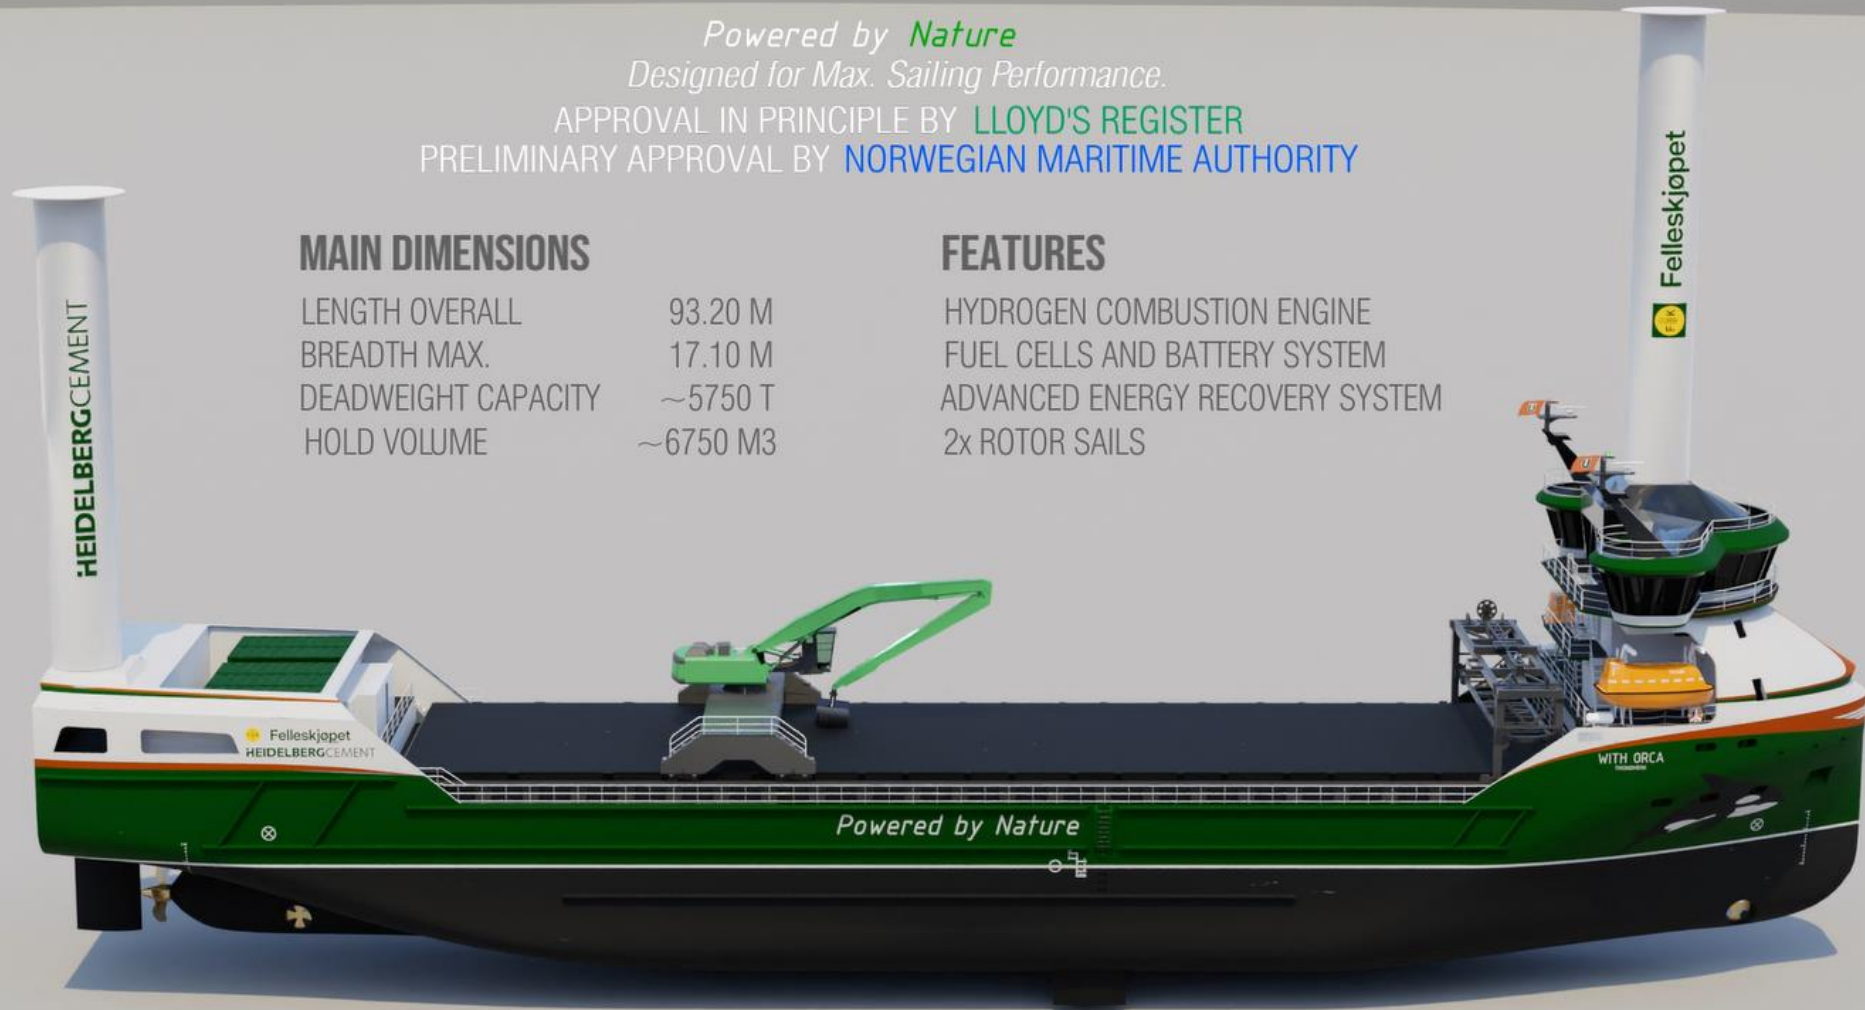 Powered by Nature
Designed for Max. Sailing Performance.
APPROVAL IN PRINCIPLE BY LLOYD'S REGISTER
PRELIMINARY APPROVAL BY NORWEGIAN MARITIME AUTHORITY
MAIN DIMENSIONS
LENGTH OVERALL 93.20 M
BREADTH MAX. 17.10 M
DEADWEIGHT CAPACITY ~5750 T
HOLD VOLUME ~6750 M3
FEATURES
HYDROGEN COMBUSTION ENGINE
FUEL CELLS AND BATTERY SYSTEM
ADVANCED ENERGY RECOVERY SYSTEM
2x ROTOR SAILS
HEIDELBERGCEMENT
Felleskjøpet
Felleskjøpet
HEIDELBERGCEMENT
WITH ORCA
Powered by Nature